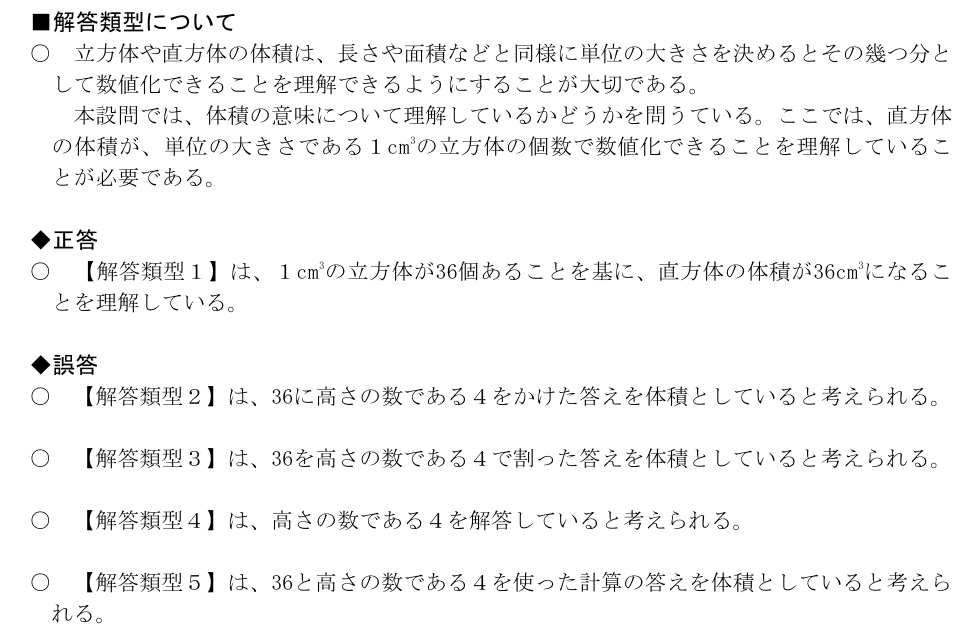 ■解答類型について
○　立方体や直方体の体積は、長さや面積などと同様に単位の大きさを決めるとその幾つ分と
して数値化できることを理解できるようにすることが大切である。
本設問では、体積の意味について理解しているかどうかを問うている。ここでは、直方体
の体積が、単位の大きさである１cm³の立方体の個数で数値化できることを理解しているこ
とが必要である。
◆正答
○　【解答類型１】は、１cm³の立方体が36個あることを基に、直方体の体積が36cm³になるこ
とを理解している。
◆誤答
○　【解答類型２】は、36に高さの数である４をかけた答えを体積としていると考えられる。
○　【解答類型３】は、36を高さの数である４で割った答えを体積としていると考えられる。
○　【解答類型４】は、高さの数である４を解答していると考えられる。
○　【解答類型５】は、36と高さの数である４を使った計算の答えを体積としていると考えら
れる。